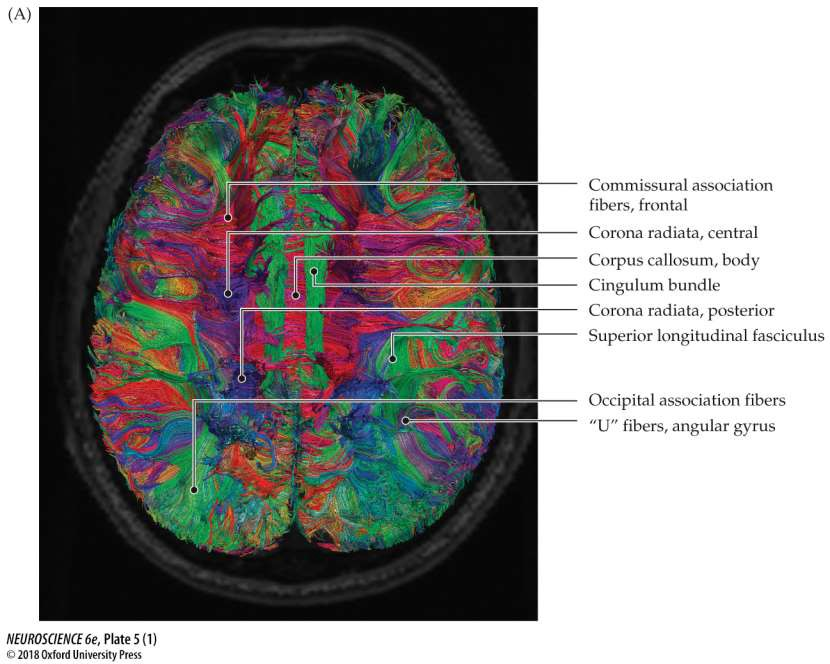 (A)
Commissural association
fibers, frontal
Corona radiata, central
Corpus callosum, body
Cingulum bundle
Corona radiata, posterior
Superior longitudinal fasciculus
Occipital association fibers
“U” fibers, angular gyrus
NEUROSCIENCE 6e, Plate 5 (1)
© 2018 Oxford University Press